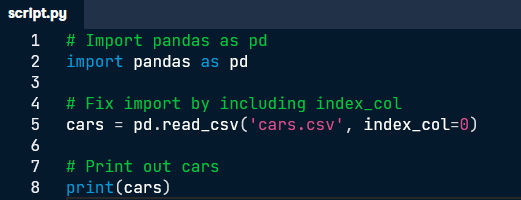 script.py
1 # Import pandas as pd
2 import pandas as pd
3
4 # Fix import by including index_col
5 cars = pd.read_csv('cars.csv', index_col=0)
6
7 # Print out cars
8 print(cars)